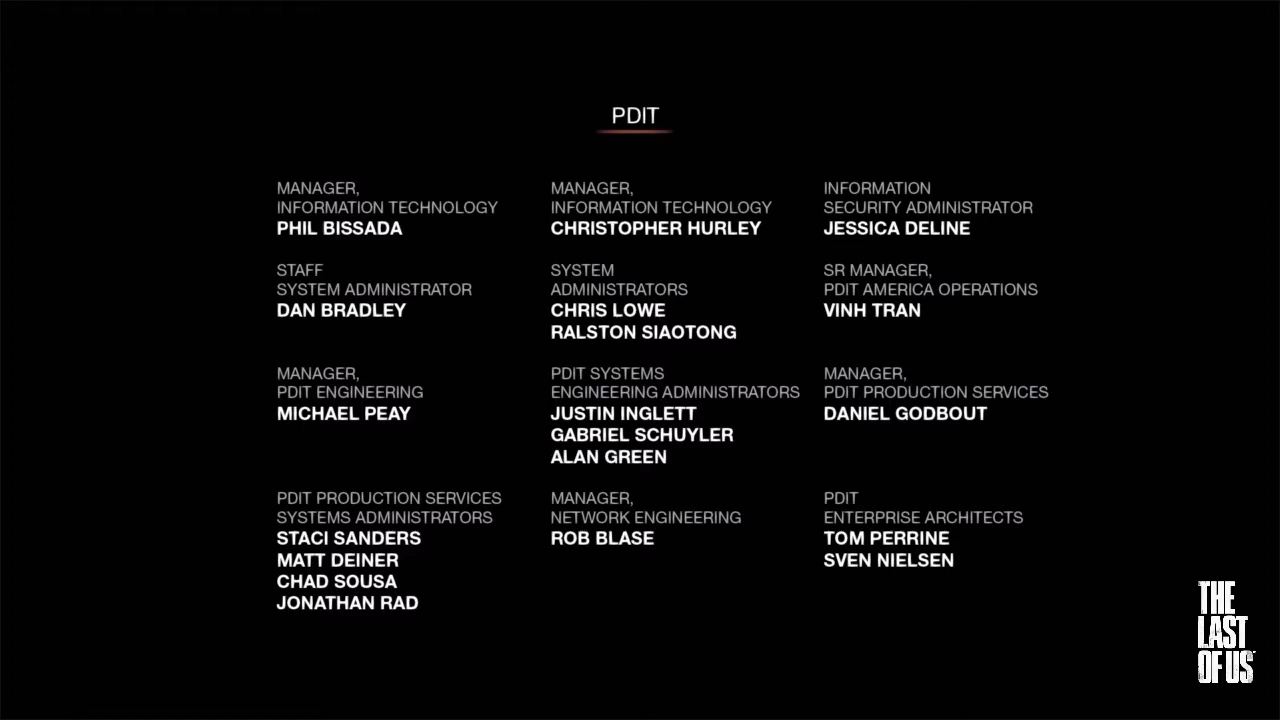 PDIT
MANAGER,
INFORMATION TECHNOLOGY
PHIL BISSADA
MANAGER,
INFORMATION TECHNOLOGY
CHRISTOPHER HURLEY
INFORMATION
SECURITY ADMINISTRATOR
JESSICA DELINE
STAFF
SYSTEM ADMINISTRATOR
DAN BRADLEY
SYSTEM
ADMINISTRATORS
CHRIS LOWE
RALSTON SIAOTONG
SR MANAGER,
PDIT AMERICA OPERATIONS
VINH TRAN
MANAGER,
PDIT ENGINEERING
MICHAEL PEAY
PDIT SYSTEMS
ENGINEERING ADMINISTRATORS
JUSTIN INGLETT
GABRIEL SCHUYLER
ALAN GREEN
MANAGER,
PDIT PRODUCTION SERVICES
DANIEL GODBOUT
PDIT PRODUCTION SERVICES
SYSTEMS ADMINISTRATORS
STACI SANDERS
MATT DEINER
CHAD SOUSA
JONATHAN RAD
MANAGER,
NETWORK ENGINEERING
ROB BLASE
PDIT
ENTERPRISE ARCHITECTS
TOM PERRINE
SVEN NIELSEN
THE
LAST
OF US